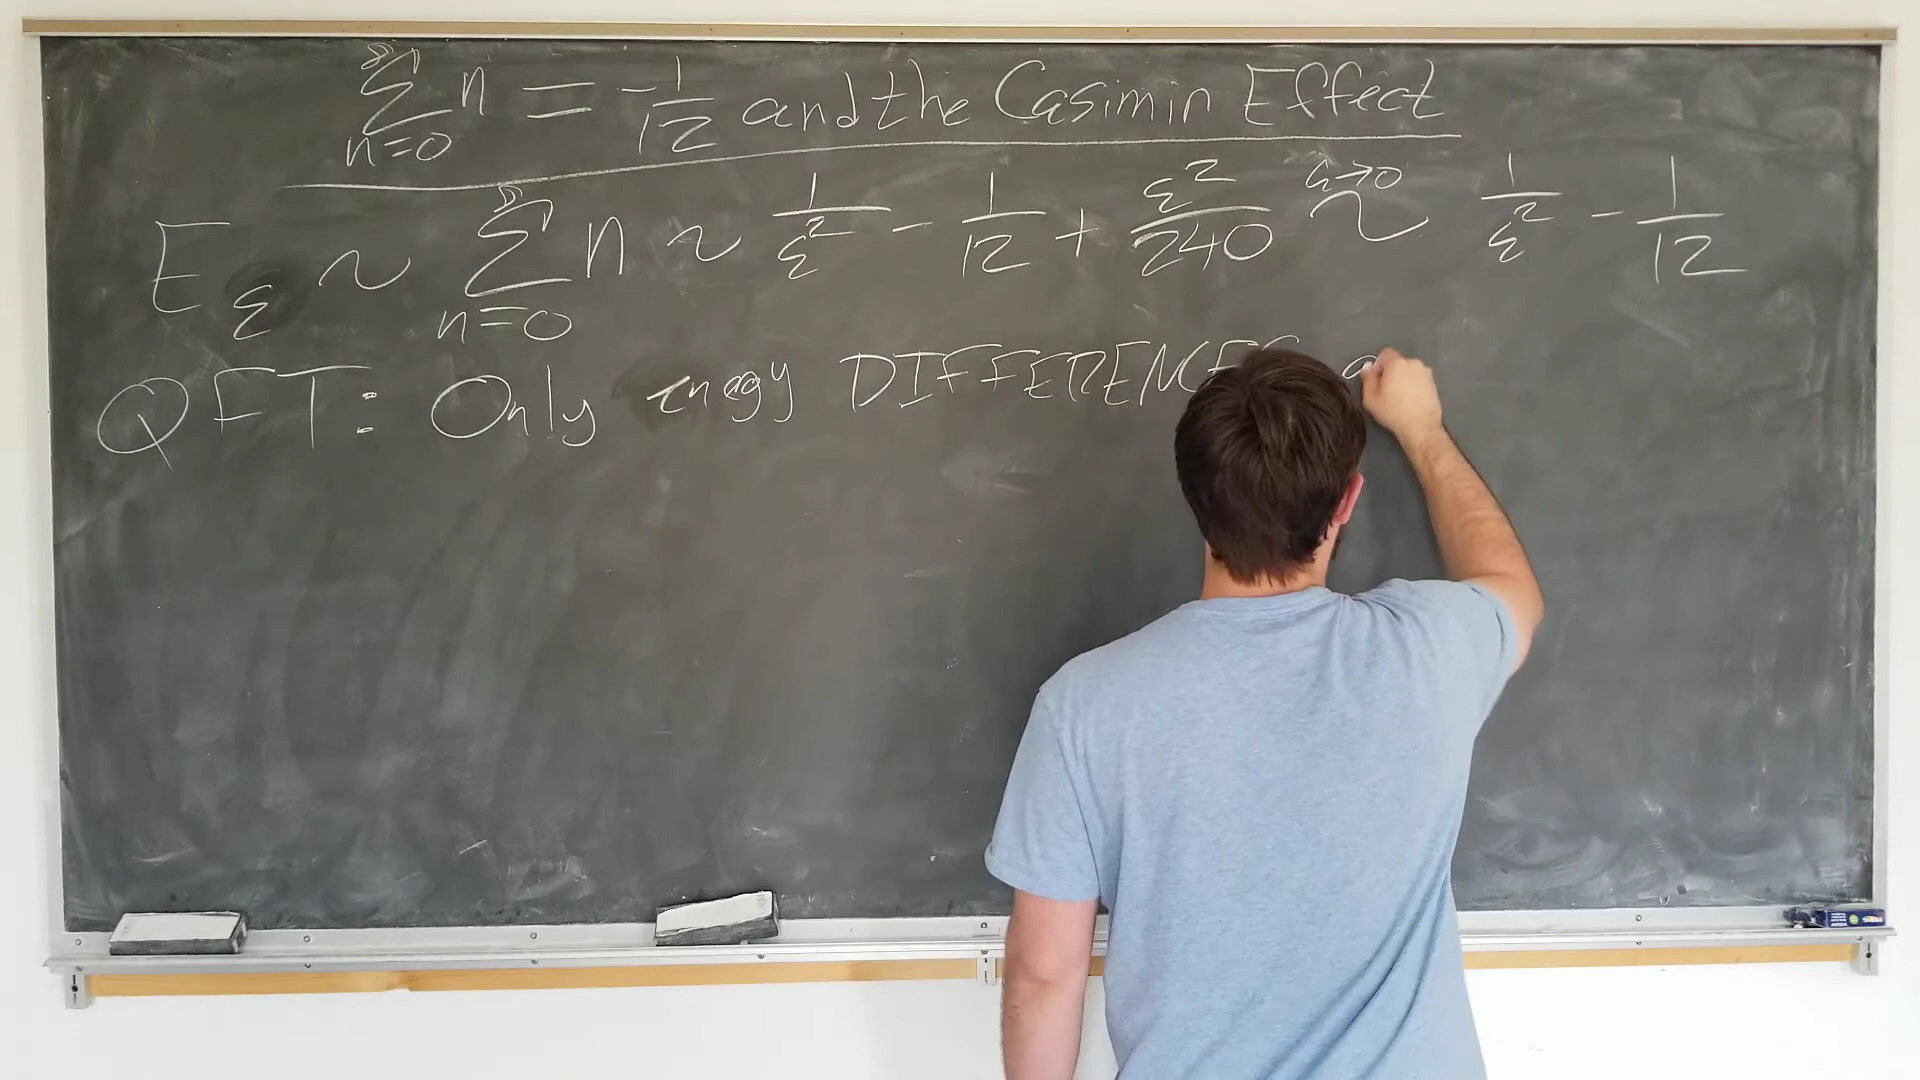 ∞∑n=0 n = -1/12 and the Casimir Effect
E_ε ~ ∞∑n=0 n ~ 1/ε² - 1/12 + ε²/240 ~ε→0 1/ε² - 1/12
QFT: Only energy DIFFERENCES a